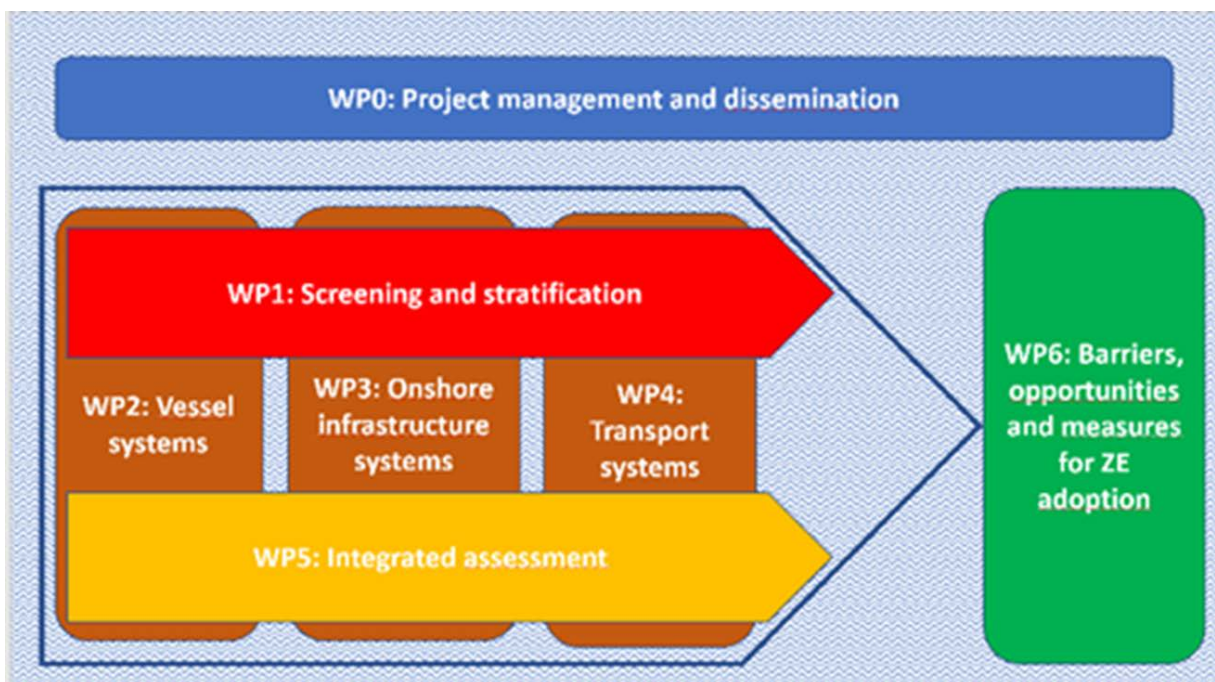 WP0: Project management and dissemination
WP1: Screening and stratification
WP2: Vessel
systems
WP3: Onshore
infrastructure
systems
WP4:
Transport
systems
WP5: Integrated assessment
WP6: Barriers,
opportunities
and measures
for ZE
adoption